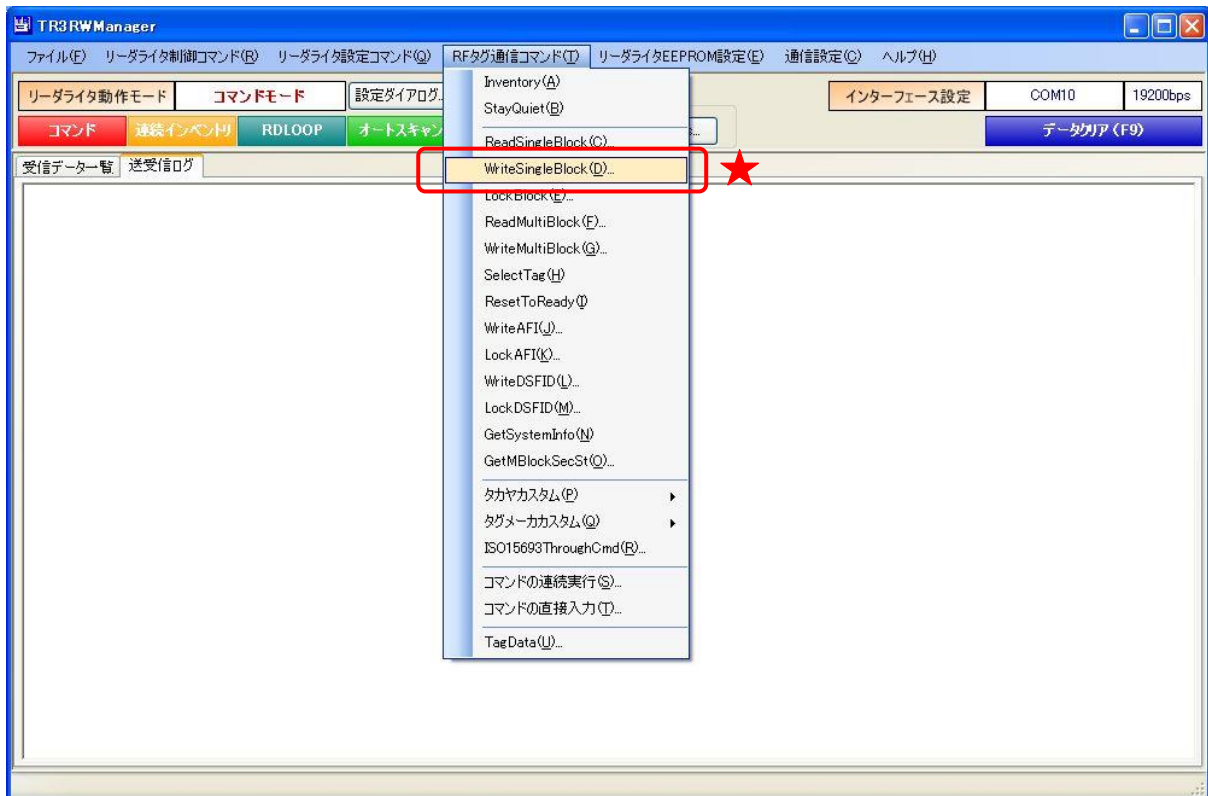 TR3RWManager
ファイル(F) リーダライタ制御コマンド(R) リーダライタ設定コマンド(Q) RFタグ通信コマンド(T) リーダライタEEPROM設定(E) 通信設定(C) ヘルプ(H)
リーダライタ動作モード コマンドモード 設定ダイアログ... インターフェース設定 COM10 19200bps
コマンド 連続インベントリ RDLOOP オートスキャン データクリア(F9)
受信データ一覧 送受信ログ
Inventory(A)
StayQuiet(B)
ReadSingleBlock(C)...
WriteSingleBlock(D)...
LockBlock(E)...
ReadMultiBlock(F)...
WriteMultiBlock(G)...
SelectTag(H)
ResetToReady(I)
WriteAFI(J)...
LockAFI(K)...
WriteDSFID(L)...
LockDSFID(M)...
GetSystemInfo(N)
GetMBlockSecSt(O)...
タカヤカスタム(P)
タグメーカカスタム(Q)
ISO15693ThroughCmd(R)...
コマンドの連続実行(S)...
コマンドの直接入力(T)...
TagData(U)...